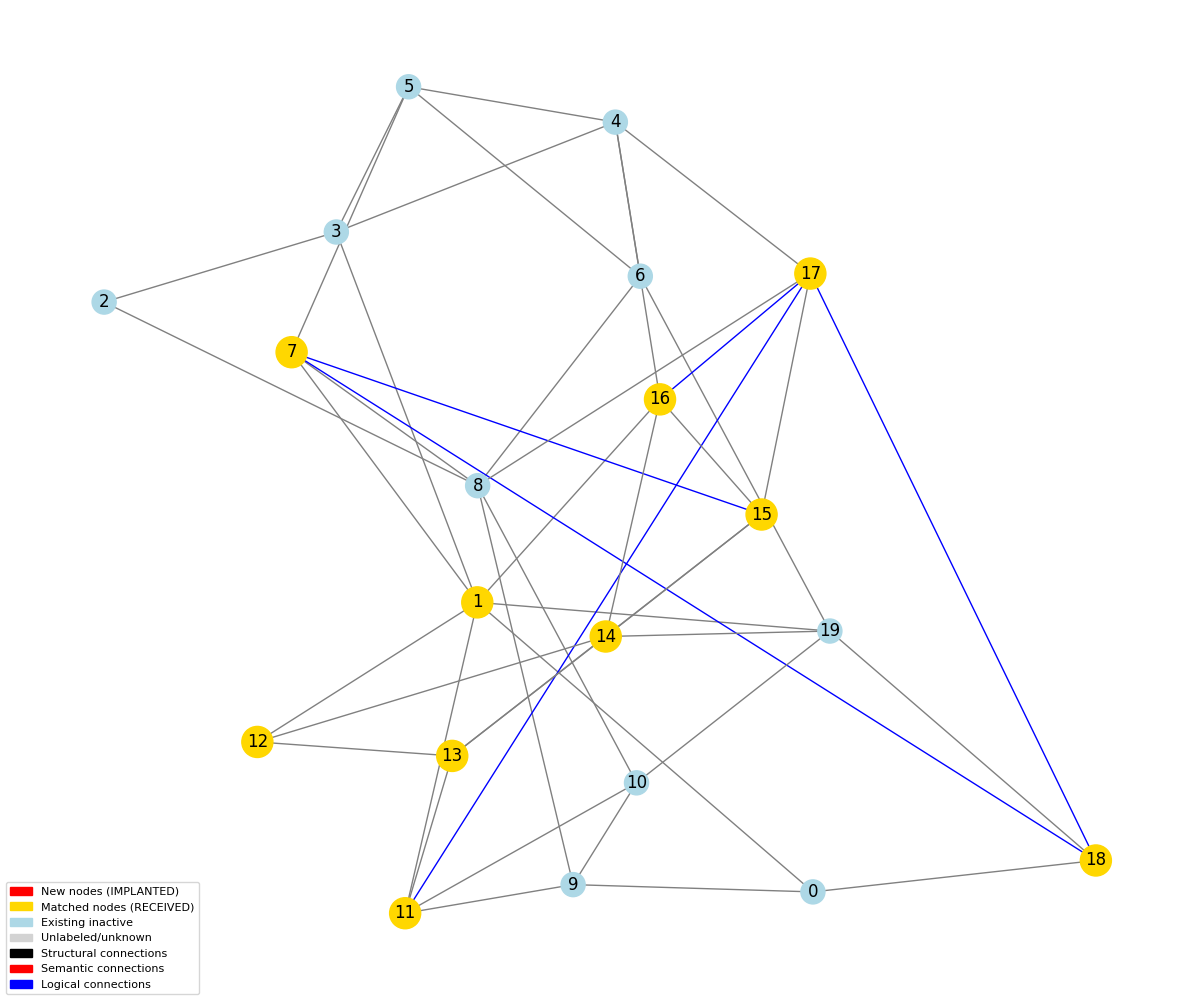 5
4
3
6
17
2
7
16
8
15
1
14
19
12
13
10
18
9
0
11
New nodes (IMPLANTED)
Matched nodes (RECEIVED)
Existing inactive
Unlabeled/unknown
Structural connections
Semantic connections
Logical connections